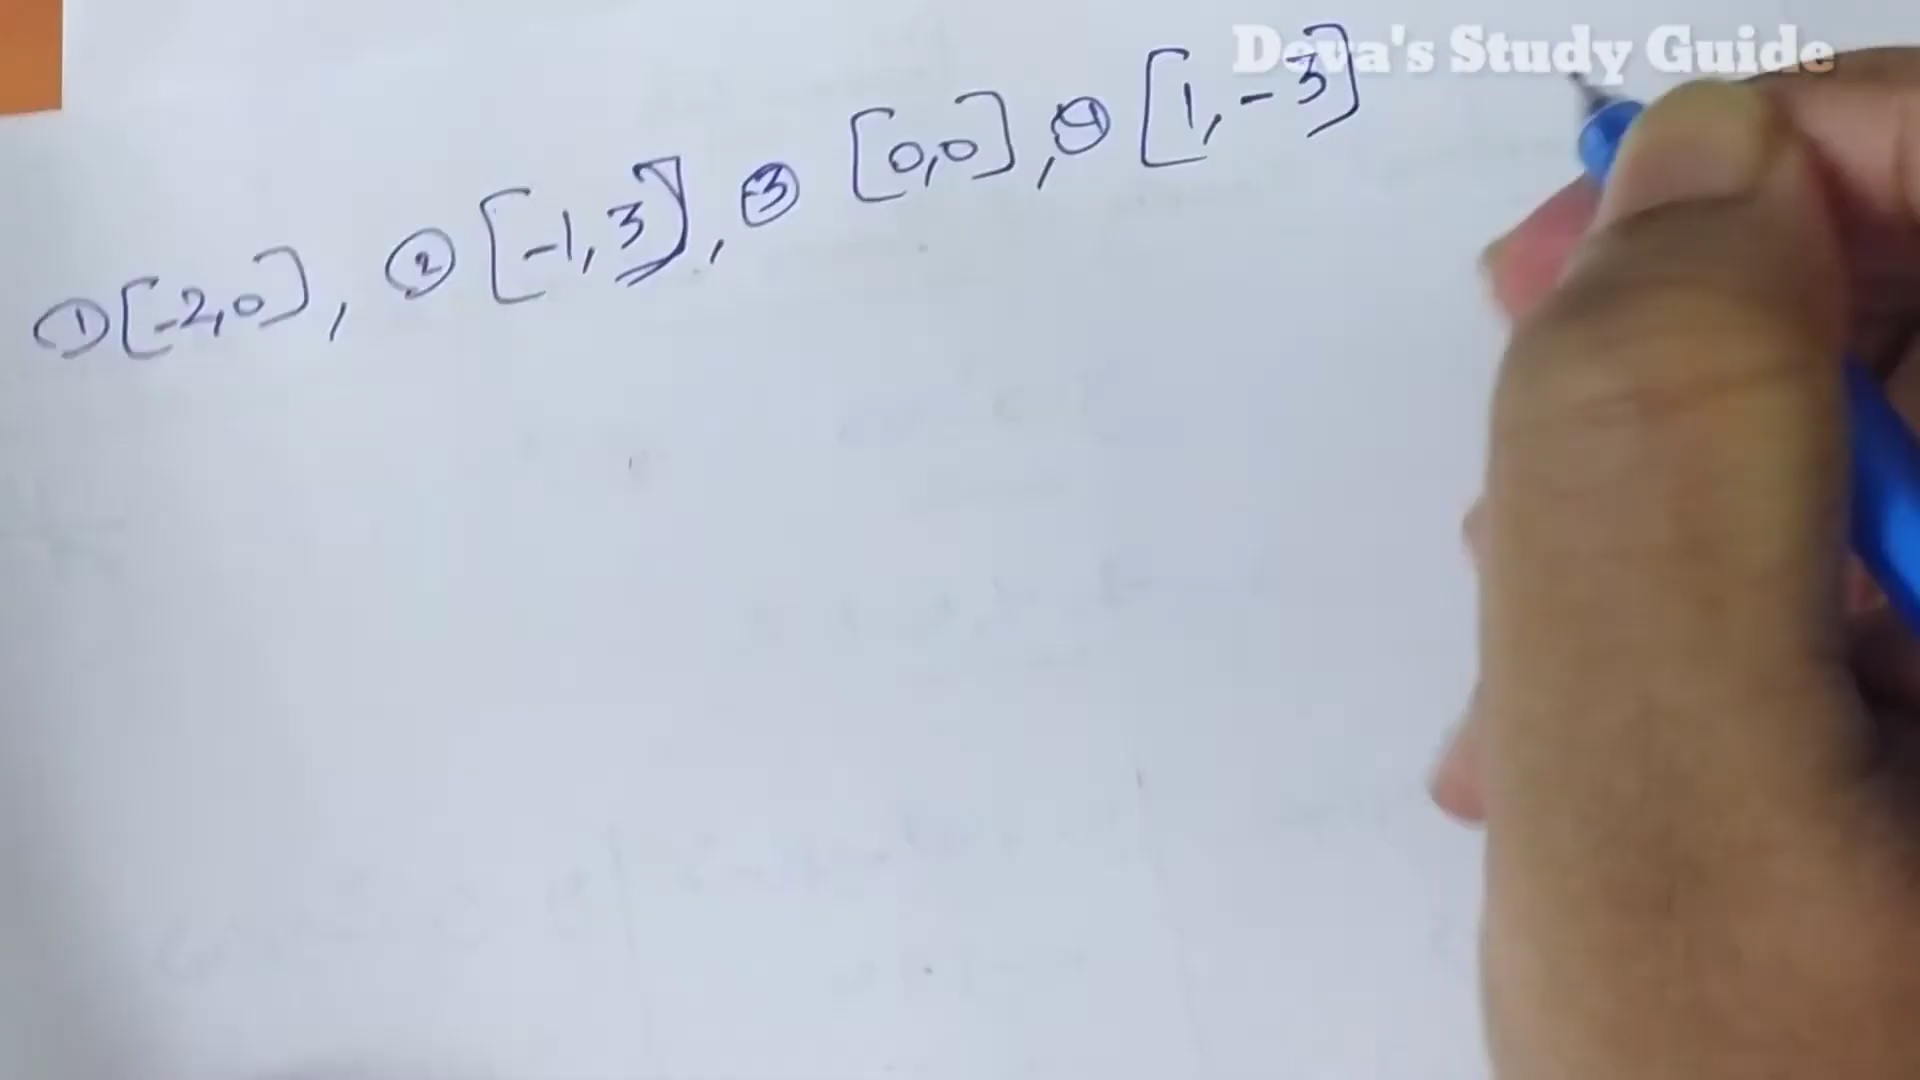 Deva's Study Guide
① [-2,0], ② [-1,3], ③ [0,0], ④ [1,-3]